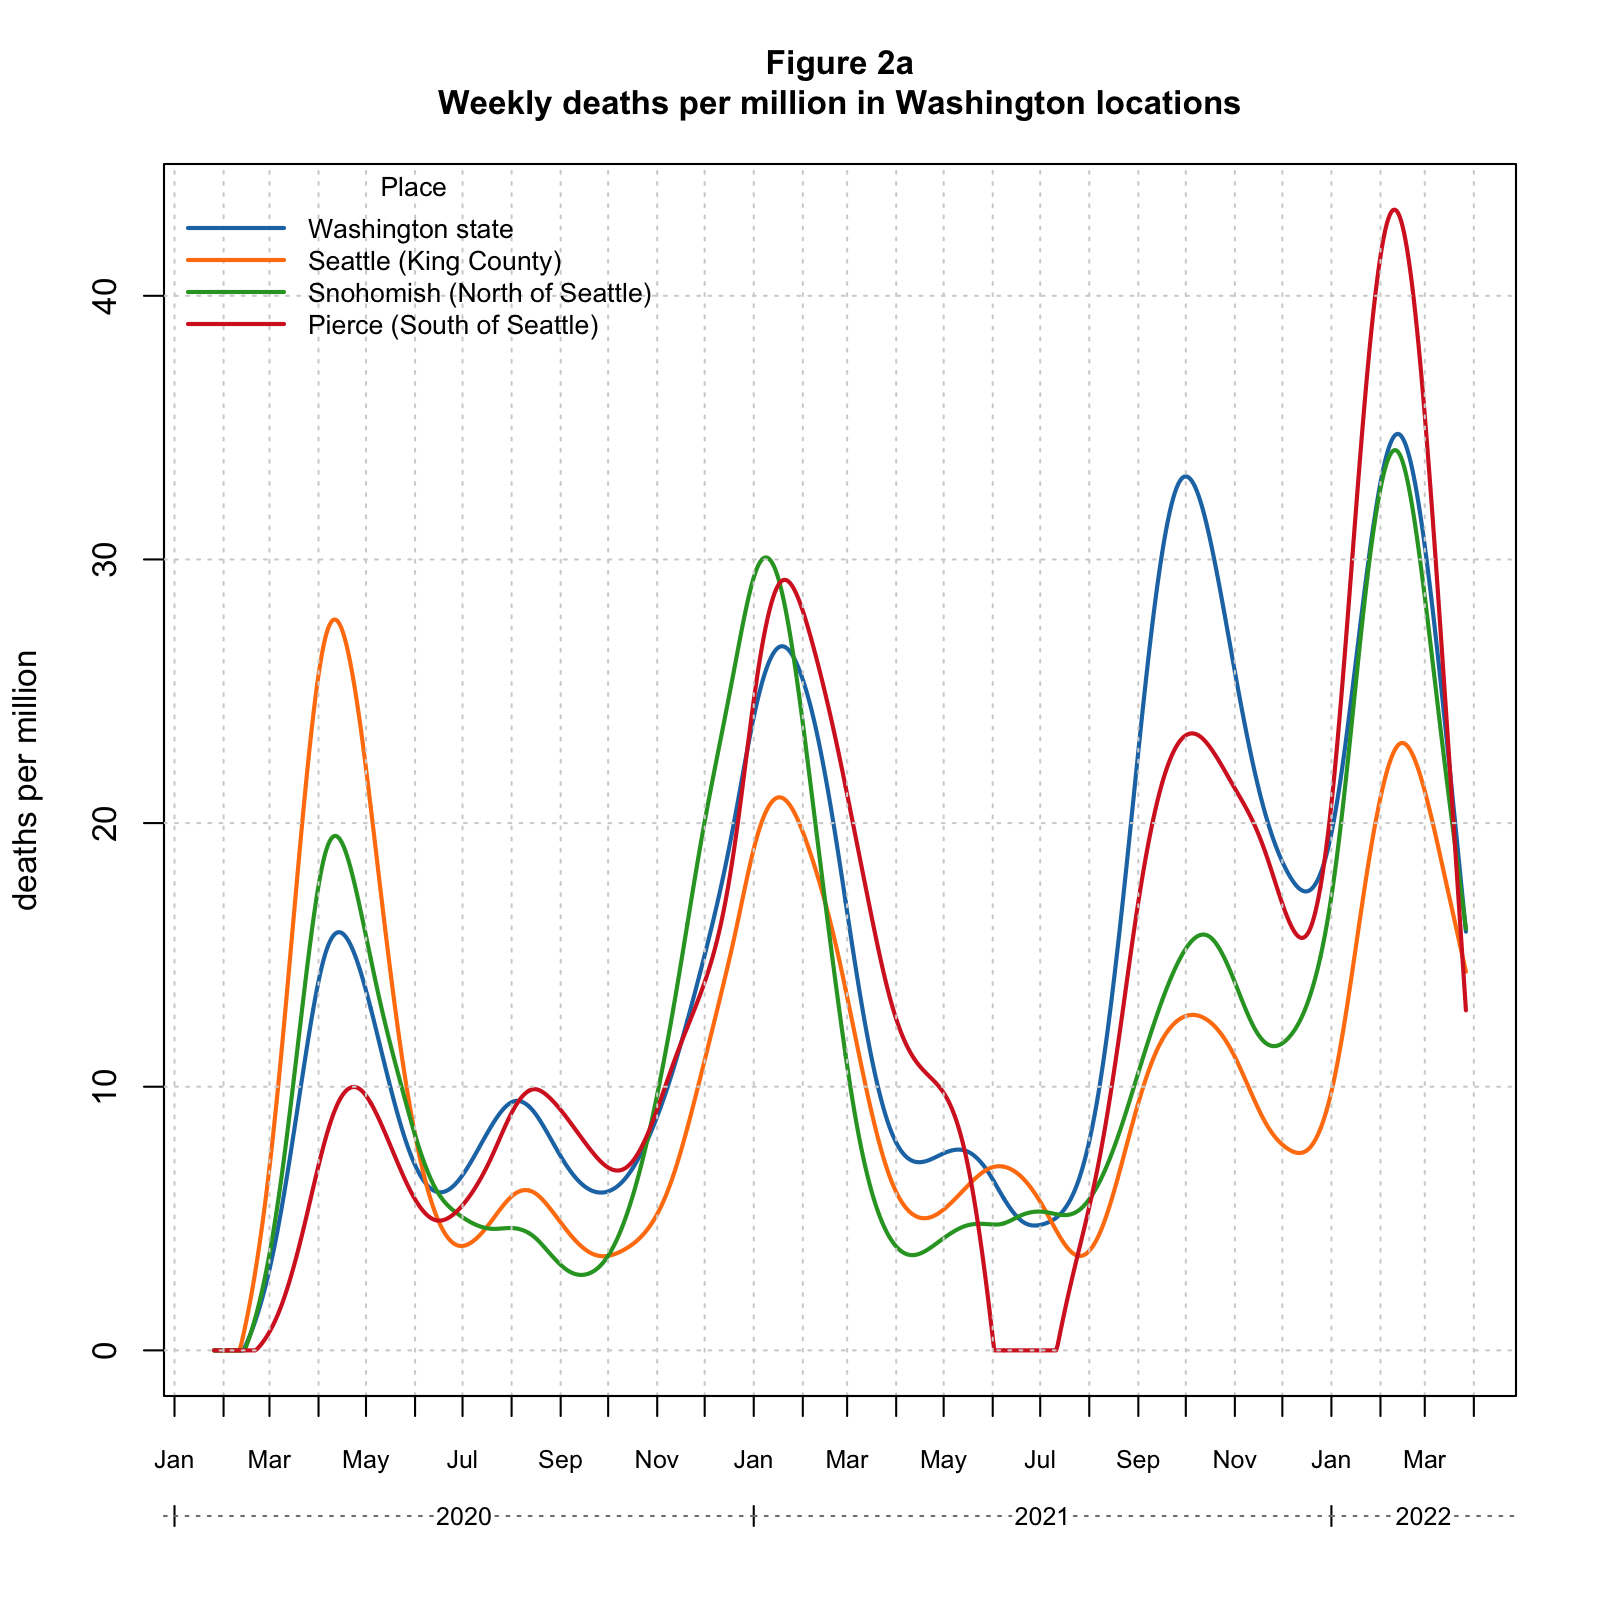 Figure 2a
Weekly deaths per million in Washington locations
Place
Washington state
Seattle (King County)
Snohomish (North of Seattle)
Pierce (South of Seattle)
deaths per million
40
30
20
10
0
Jan Mar May Jul Sep Nov Jan Mar May Jul Sep Nov Jan Mar
2020 2021 2022